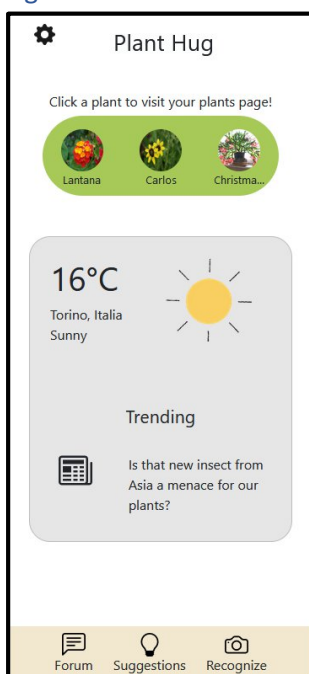 Plant Hug
Click a plant to visit your plants page!
Lantana
Carlos
Christma...
16°C
Torino, Italia
Sunny
Trending
Is that new insect from
Asia a menace for our
plants?
Forum
Suggestions
Recognize